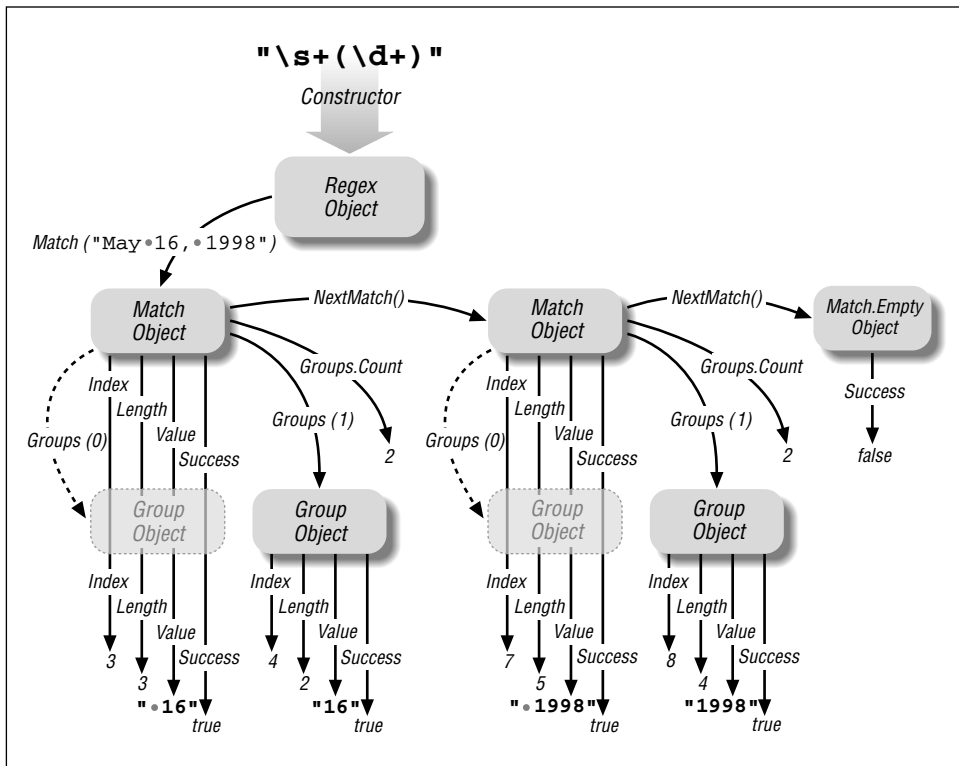 "\s+(\d+)"
Constructor
Regex
Object
Match ("May•16,•1998")
Match
Object
NextMatch()
Match
Object
NextMatch()
Match.Empty
Object
Groups.Count
Groups.Count
Index
Length
Groups (1)
Groups (0)
Value
Success
2
Index
Length
Groups (1)
Groups (0)
Value
Success
2
Success
false
Group
Object
Group
Object
Group
Object
Group
Object
Index
Length
Value
Success
3
3
"•16"
true
Index
Length
Value
Success
4
2
"16"
true
Index
Length
Value
Success
7
5
"•1998"
true
Index
Length
Value
Success
8
4
"1998"
true